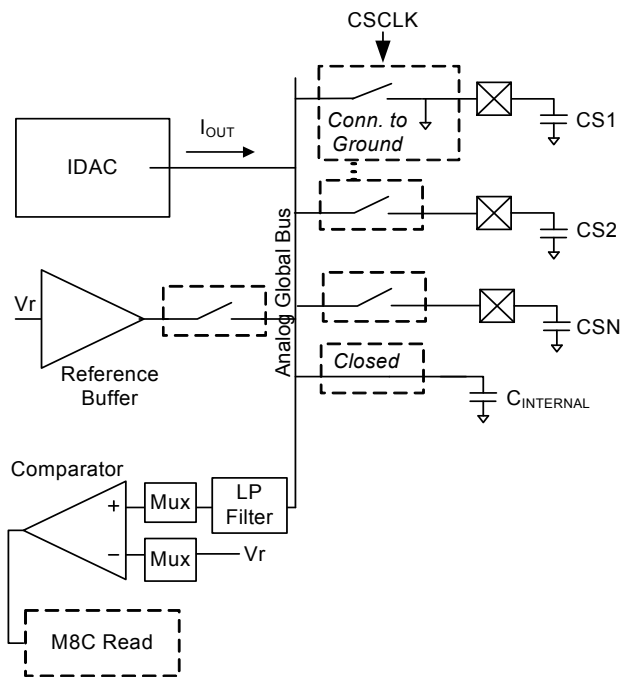 CSCLK
IDAC
IOUT
Conn. to
Ground
CS1
CS2
Vr
Reference
Buffer
Analog Global Bus
CSN
Closed
CINTERNAL
Comparator
+
Mux
LP
Filter
−
Mux
Vr
M8C Read